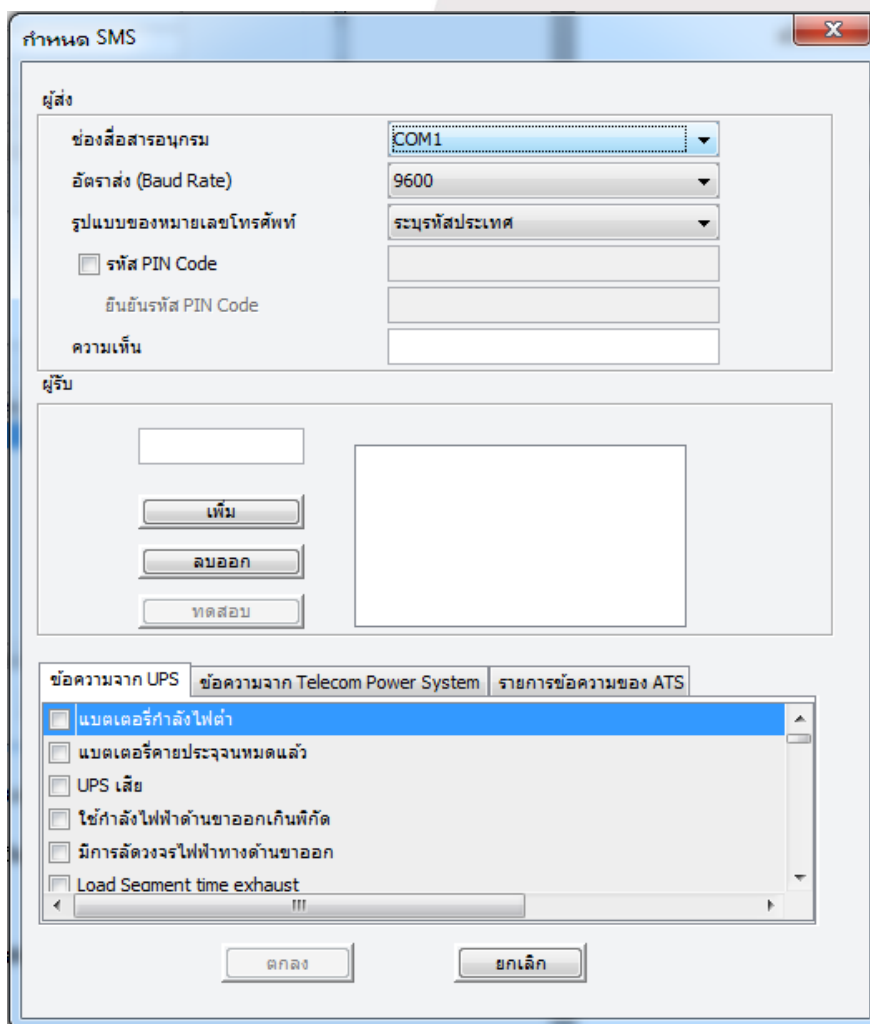 กำหนด SMS
ผู้ส่ง
ช่องสื่อสารอนุกรม COM1
อัตราส่ง (Baud Rate) 9600
รูปแบบของหมายเลขโทรศัพท์ ระบุรหัสประเทศ
รหัส PIN Code
ยืนยันรหัส PIN Code
ความเห็น
ผู้รับ
เพิ่ม
ลบออก
ทดสอบ
ข้อความจาก UPS ข้อความจาก Telecom Power System รายการข้อความของ ATS
แบตเตอรี่กำลังไฟต่ำ
แบตเตอรี่คายประจุจนหมดแล้ว
UPS เสีย
ใช้กำลังไฟฟ้าด้านขาออกเกินพิกัด
มีการลัดวงจรไฟฟ้าทางด้านขาออก
Load Segment time exhaust
ตกลง ยกเลิก